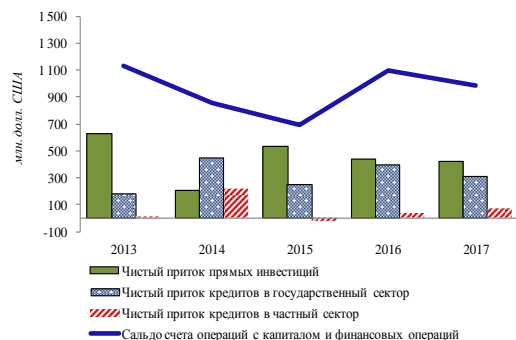 млн. долл. США
1 500
1 300
1 100
900
700
500
300
100
-100
2013 2014 2015 2016 2017
Чистый приток прямых инвестиций
Чистый приток кредитов в государственный сектор
Чистый приток кредитов в частный сектор
Сальдо счета операций с капиталом и финансовых операций